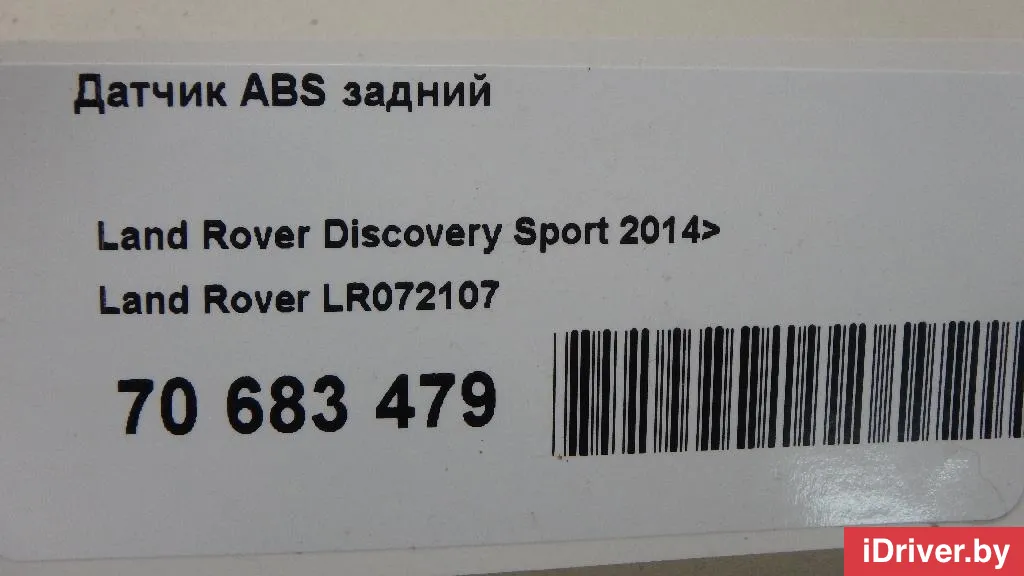 Датчик ABS задний
Land Rover Discovery Sport 2014>
Land Rover LR072107
70 683 479
iDriver.by